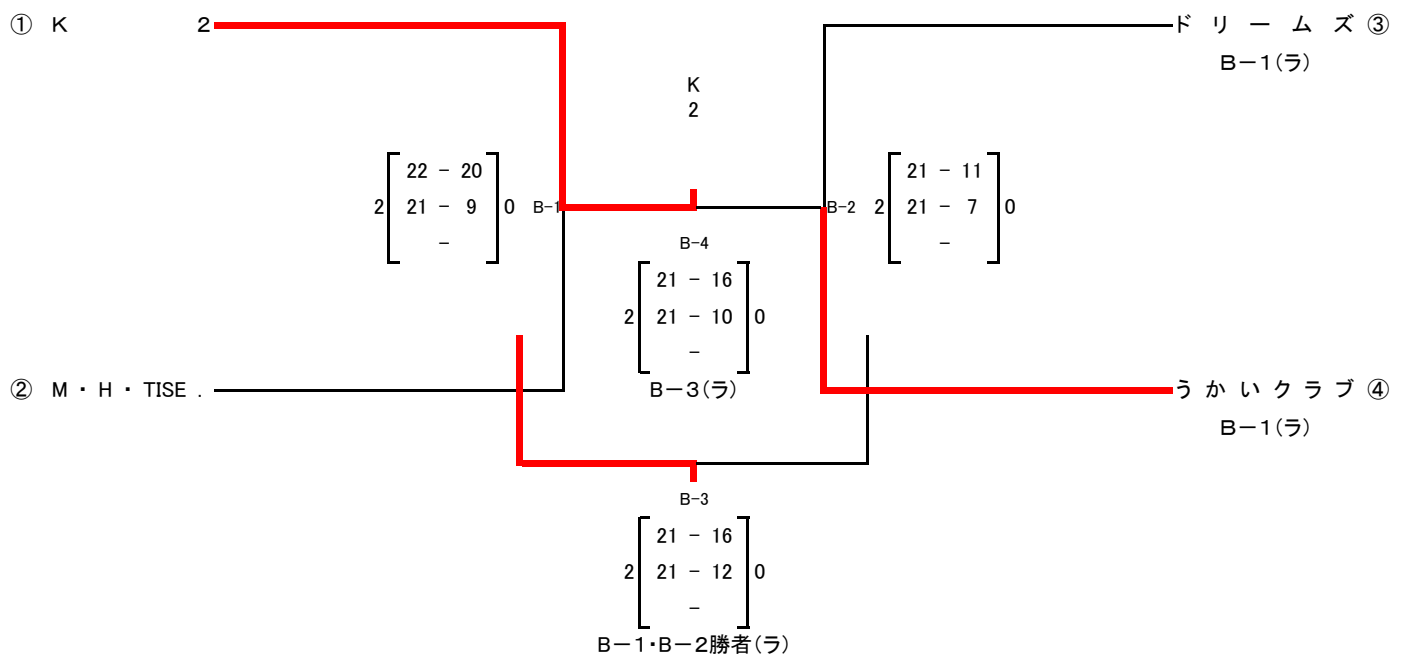 ① K 2
ドリームズ ③
B－1(ラ)
K
2
22 - 20
2 21 - 9 0
-
B-1
B-2
21 - 11
2 21 - 7 0
-
B-4
21 - 16
2 21 - 10 0
-
B－3(ラ)
② M・H・TISE.
うかいクラブ ④
B－1(ラ)
B-3
21 - 16
2 21 - 12 0
-
B－1・B－2勝者(ラ)